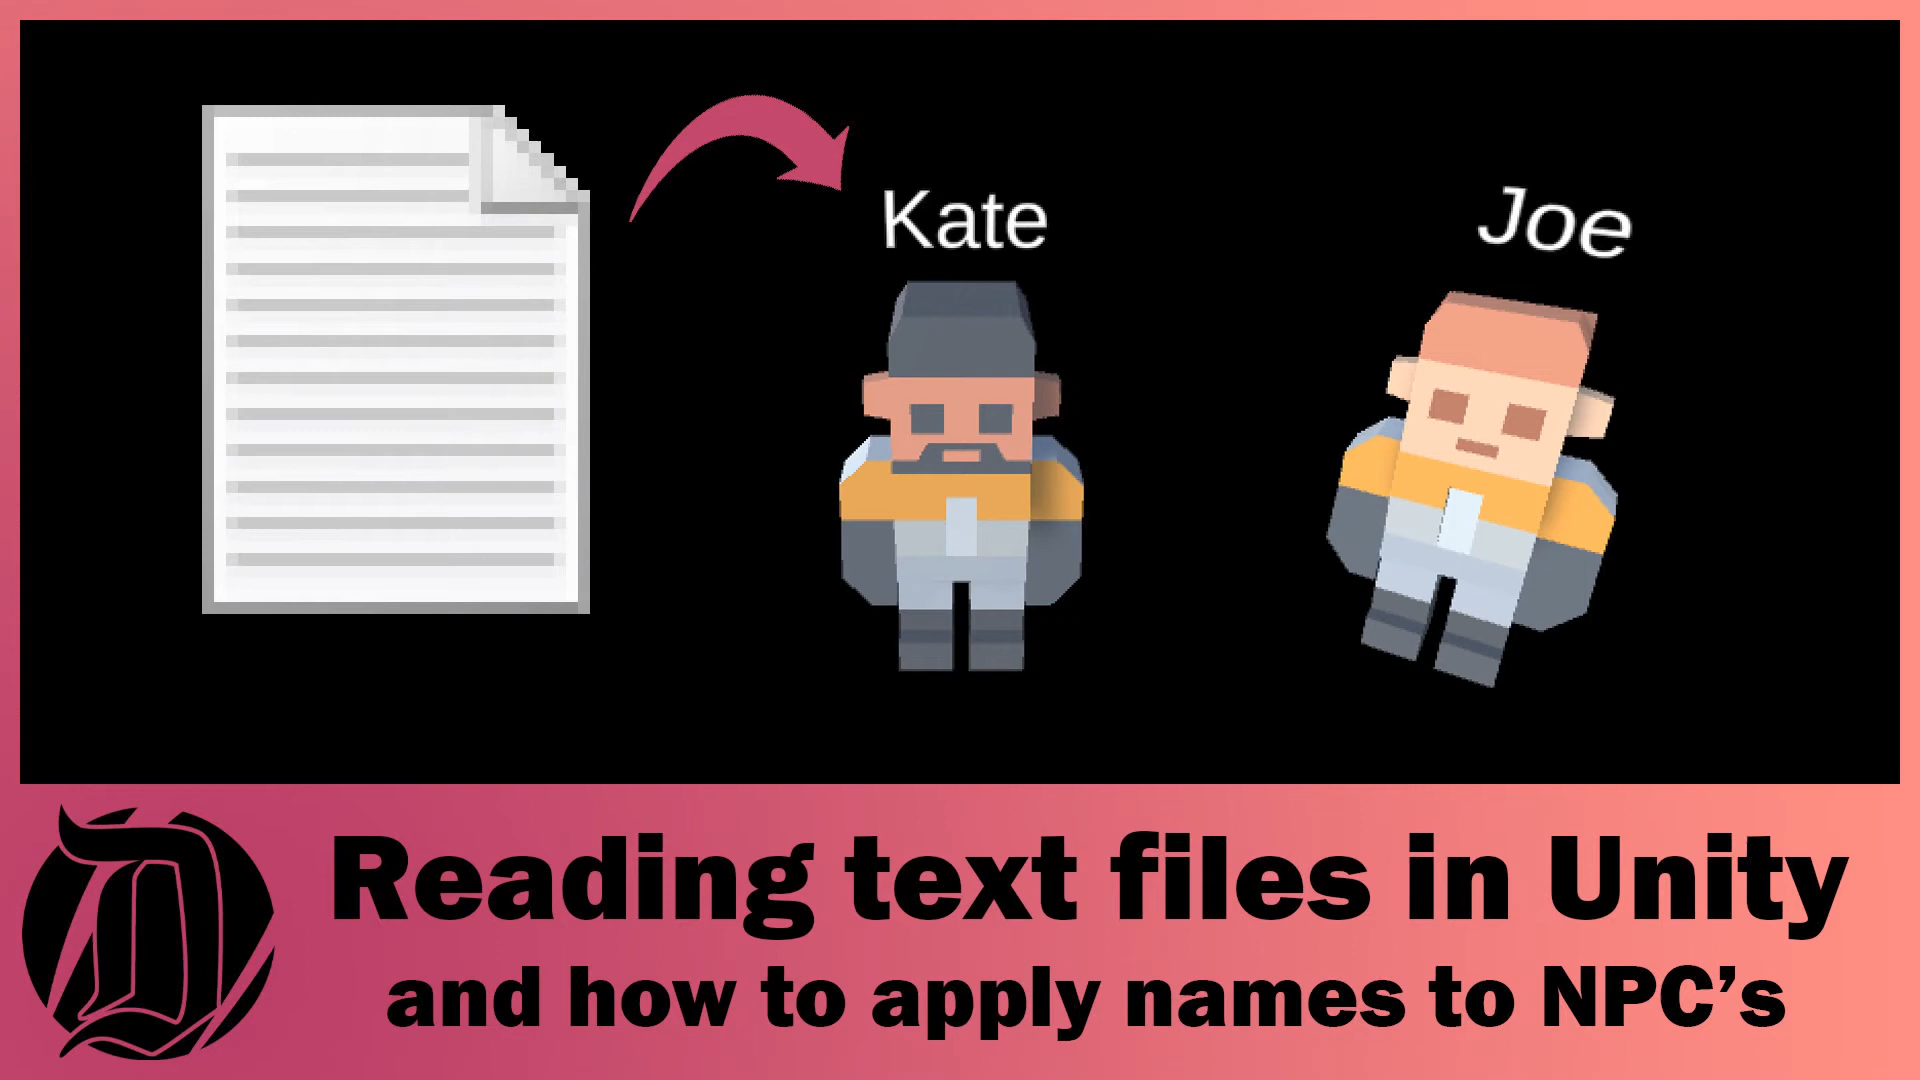 Kate
Joe
Reading text files in Unity
and how to apply names to NPC’s